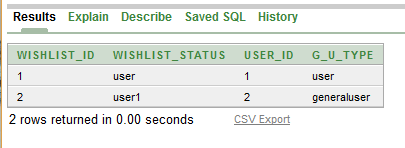 Results Explain Describe Saved SQL History
WISHLIST_ID WISHLIST_STATUS USER_ID G_U_TYPE
1 user 1 user
2 user1 2 generaluser
2 rows returned in 0.00 seconds CSV Export